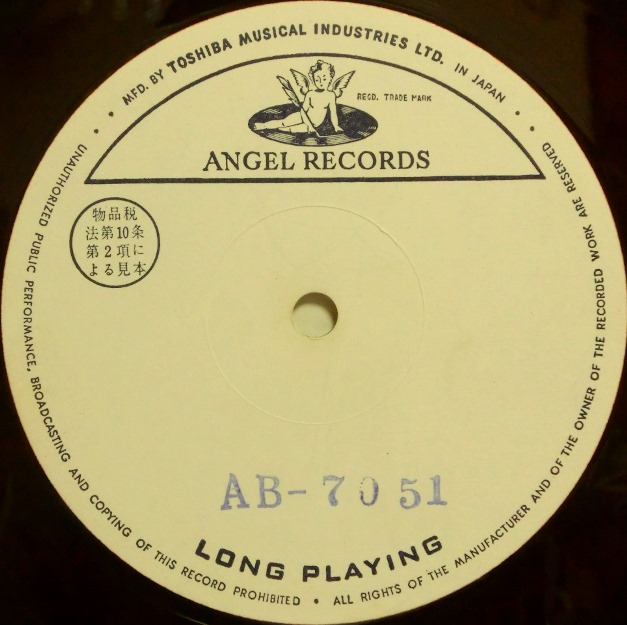 MFD. BY TOSHIBA MUSICAL INDUSTRIES LTD. IN JAPAN
REGD. TRADE MARK
ANGEL RECORDS
物品税
法第10条
第2項に
よる見本
AB-7051
LONG PLAYING
UNAUTHORIZED PUBLIC PERFORMANCE, BROADCASTING AND COPYING OF THIS RECORD PROHIBITED • ALL RIGHTS OF THE MANUFACTURER AND OF THE OWNER OF THE RECORDED WORK ARE RESERVED